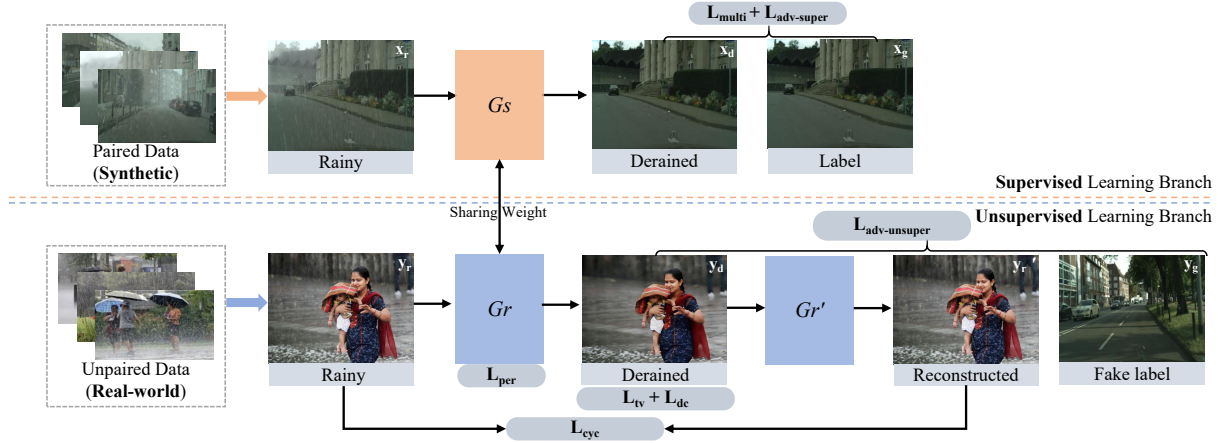 L_multi + L_adv-super
x_r
x_d
x_g
Gs
Paired Data
(Synthetic)
Rainy
Derained
Label
Supervised Learning Branch
Sharing Weight
Unsupervised Learning Branch
L_adv-unsuper
y_r
y_d
y_r'
y_g
Gr
Gr'
Unpaired Data
(Real-world)
Rainy
L_per
Derained
Reconstructed
Fake label
L_tv + L_dc
L_cyc